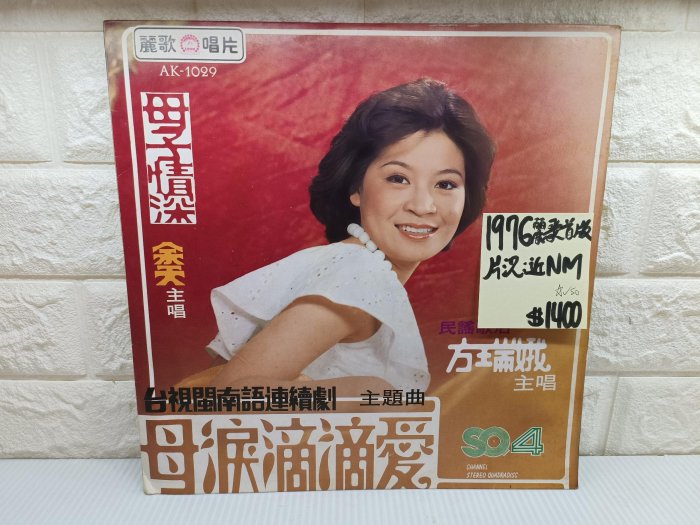 麗歌 唱片
AK-1029
母子情深
余天
主唱
1976麗歌首版
片況近NM
$1400
民謠歌后
方瑞娥
主唱
台視閩南語連續劇 主題曲
母淚滴滴愛
SQ4
CHANNEL
STEREO QUADRADISC